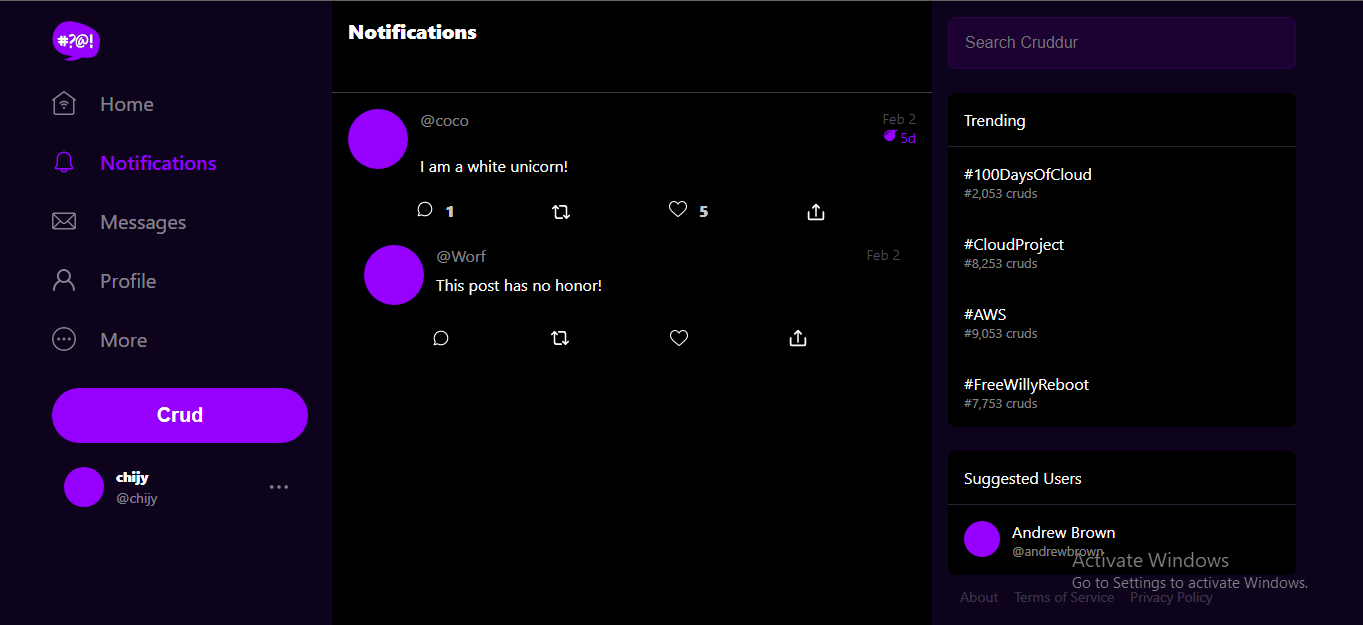 #?@!
Home
Notifications
Messages
Profile
More
Crud
chijy
@chijy
Notifications
@coco
Feb 2
5d
I am a white unicorn!
1
5
@Worf
Feb 2
This post has no honor!
Search Cruddur
Trending
#100DaysOfCloud
#2,053 cruds
#CloudProject
#8,253 cruds
#AWS
#9,053 cruds
#FreeWillyReboot
#7,753 cruds
Suggested Users
Andrew Brown
@andrewbrown
Activate Windows
Go to Settings to activate Windows.
About Terms of Service Privacy Policy